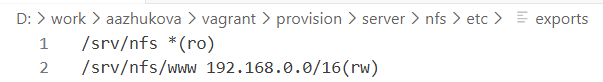 D: > work > aazhukova > vagrant > provision > server > nfs > etc > exports
1 /srv/nfs *(ro)
2 /srv/nfs/www 192.168.0.0/16(rw)